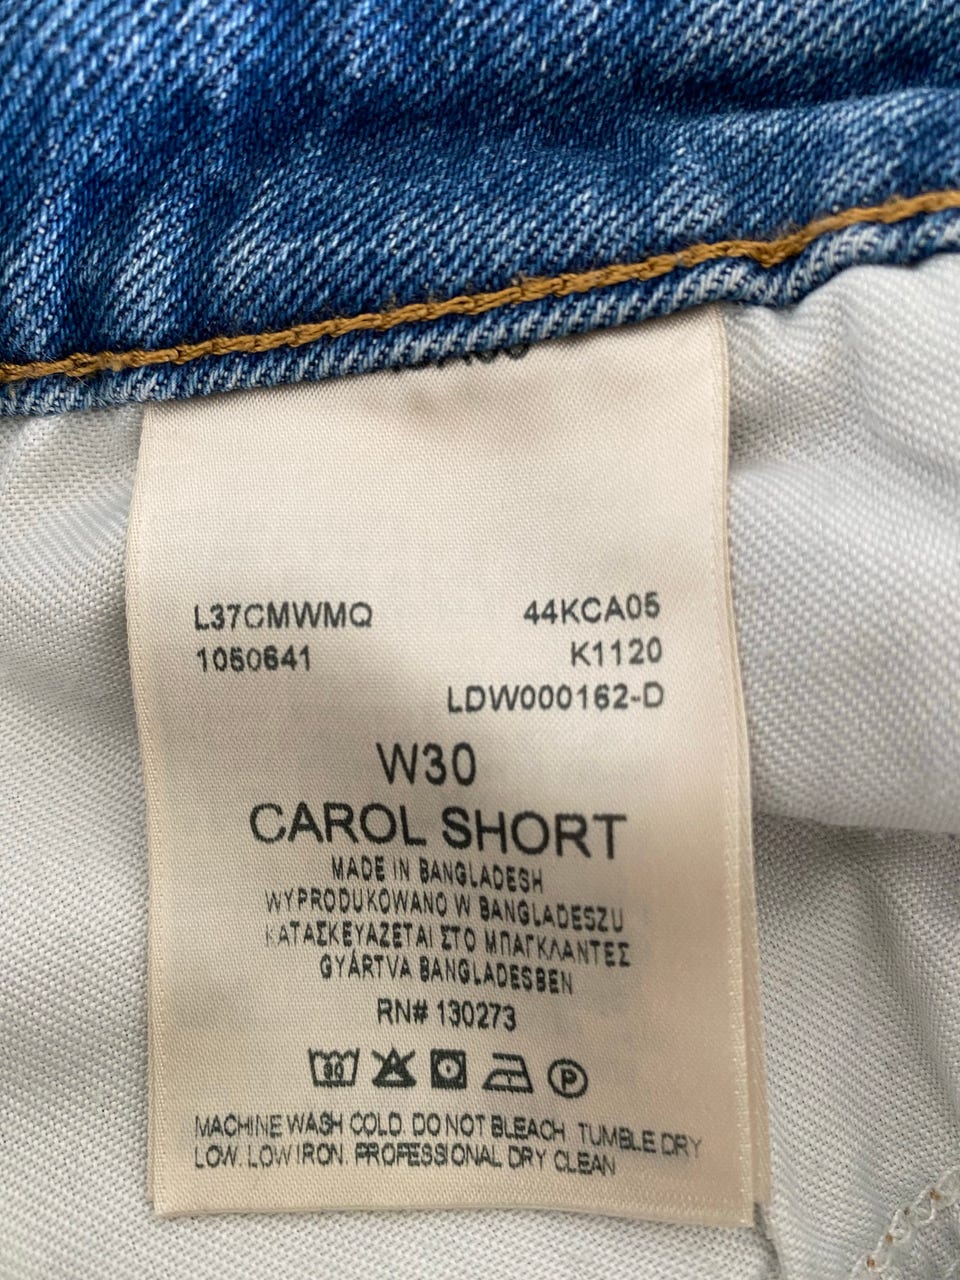 L37CMWMQ 44KCA05
1050641 K1120
LDW000162-D
W30
CAROL SHORT
MADE IN BANGLADESH
WYPRODUKOWANO W BANGLADESZU
ΚΑΤΑΣΚΕΥΑΖΕΤΑΙ ΣΤΟ ΜΠΑΓΚΛΑΝΤΕΣ
GYÁRTVA BANGLADESBEN
RN# 130273
30 P
MACHINE WASH COLD. DO NOT BLEACH. TUMBLE DRY
LOW. LOW IRON. PROFESSIONAL DRY CLEAN